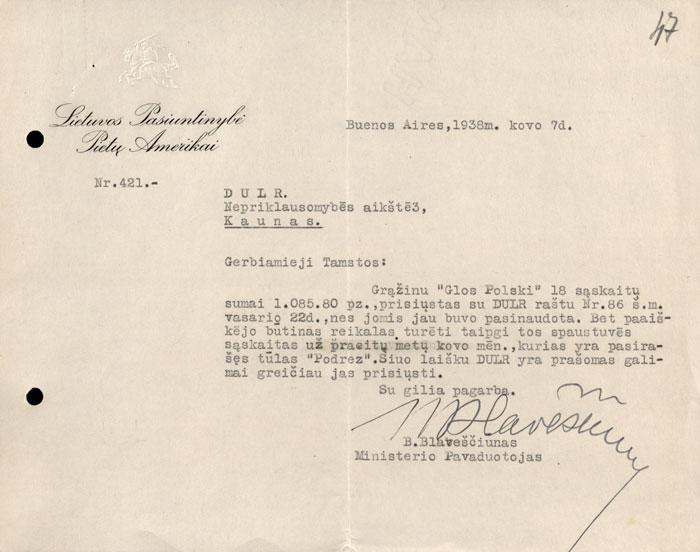 47
Lietuvos Pasiuntinybė
Pietų Amerikai
Buenos Aires,1938m. kovo 7d.
Nr.421.-
D U L R.
Nepriklausomybės aikštė3,
K a u n a s.
Gerbiamieji Tamstos:
Grąžinu "Glos Polski" 18 sąskaitų
sumai 1.085.80 pz.,prisiųstas su DULR raštu Nr.86 š.m.
vasario 22d.,nes jomis jau buvo pasinaudota. Bet paaiš-
kėjo butinas reikalas turėti taipgi tos spaustuvės
sąskaitas už praeitų metų kovo mėn.,kurias yra pasira-
šęs tūlas "Podrez".Šiuo laišku DULR yra prašomas gali-
mai greičiau jas prisiųsti.
Su gilia pagarba.
B.Blaveščiunas
Ministerio Pavaduotojas